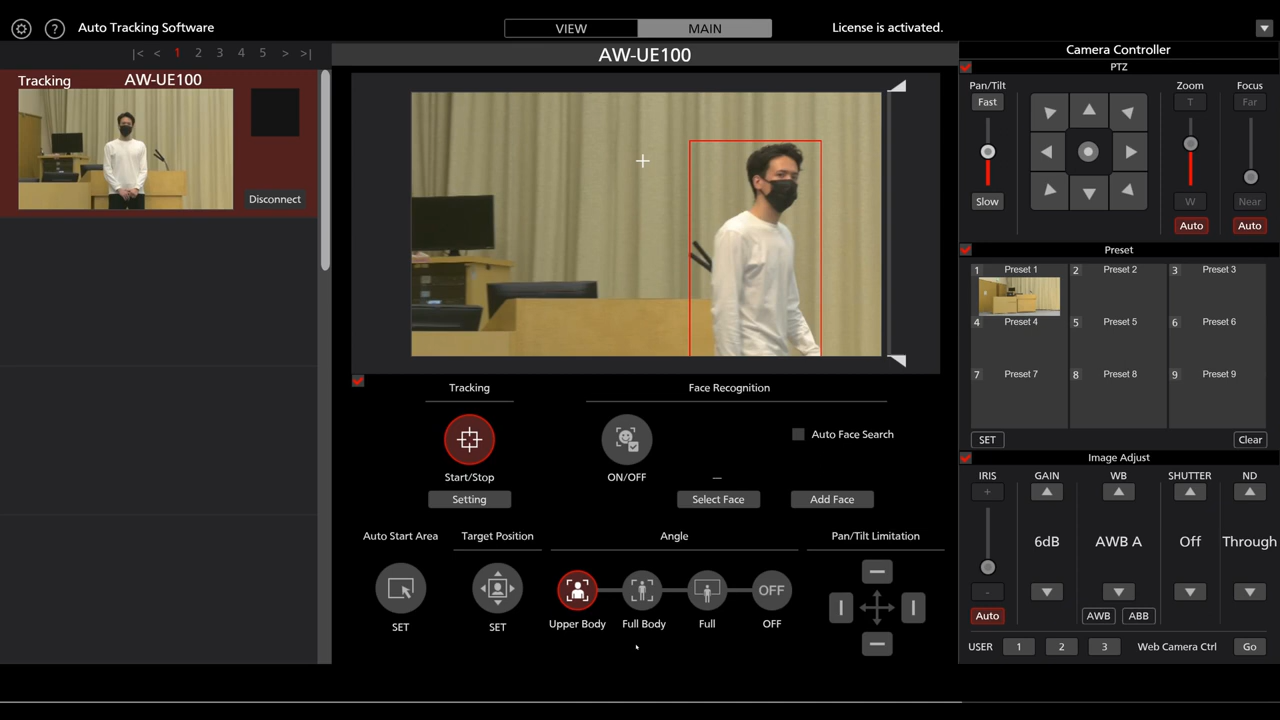 ? Auto Tracking Software
VIEW MAIN
License is activated.
|< < 1 2 3 4 5 > >|
AW-UE100
Camera Controller
Tracking AW-UE100
Disconnect
PTZ
Pan/Tilt Zoom Focus
Fast T Far
Slow W Near
Auto Auto
Preset
1 Preset 1 2 Preset 2 3 Preset 3
4 Preset 4 5 Preset 5 6 Preset 6
7 Preset 7 8 Preset 8 9 Preset 9
SET Clear
Tracking Face Recognition
Auto Face Search
Start/Stop ON/OFF —
Setting Select Face Add Face
Auto Start Area Target Position Angle Pan/Tilt Limitation
OFF
SET SET Upper Body Full Body Full OFF
Image Adjust
IRIS GAIN WB SHUTTER ND
+
6dB AWB A Off Through
-
Auto AWB ABB
USER 1 2 3 Web Camera Ctrl Go